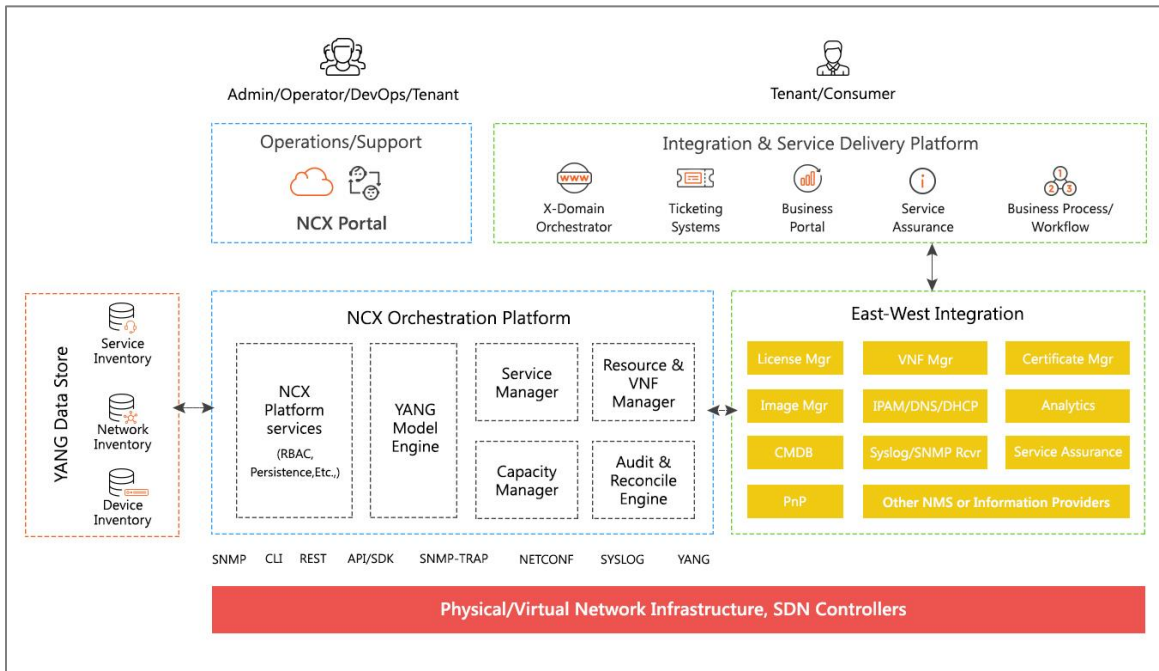 Admin/Operator/DevOps/Tenant
Tenant/Consumer
Operations/Support
NCX Portal
Integration & Service Delivery Platform
WWW
X-Domain
Orchestrator
Ticketing
Systems
Business
Portal
i
Service
Assurance
1
2
3
Business Process/
Workflow
YANG Data Store
Service
Inventory
Network
Inventory
Device
Inventory
NCX Orchestration Platform
NCX
Platform
services
(RBAC,
Persistence,Etc.,)
YANG
Model
Engine
Service
Manager
Resource &
VNF
Manager
Capacity
Manager
Audit &
Reconcile
Engine
East-West Integration
License Mgr
VNF Mgr
Certificate Mgr
Image Mgr
IPAM/DNS/DHCP
Analytics
CMDB
Syslog/SNMP Rcvr
Service Assurance
PnP
Other NMS or Information Providers
SNMP
CLI
REST
API/SDK
SNMP-TRAP
NETCONF
SYSLOG
YANG
Physical/Virtual Network Infrastructure, SDN Controllers